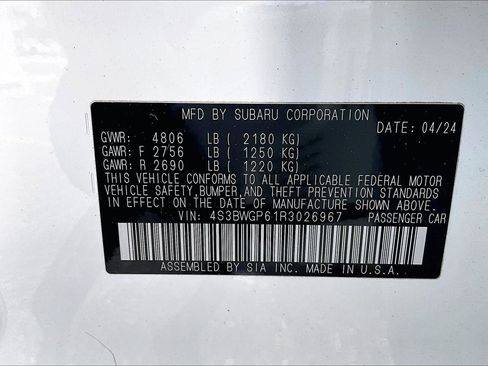 MFD BY SUBARU CORPORATION
DATE: 04/24
GVWR: 4806 LB ( 2180 KG)
GAWR: F 2756 LB ( 1250 KG)
GAWR: R 2690 LB ( 1220 KG)
THIS VEHICLE CONFORMS TO ALL APPLICABLE FEDERAL MOTOR
VEHICLE SAFETY,BUMPER,AND THEFT PREVENTION STANDARDS
IN EFFECT ON THE DATE OF MANUFACTURE SHOWN ABOVE.
VIN: 4S3BWGP61R3026967 PASSENGER CAR
ASSEMBLED BY SIA INC. MADE IN U.S.A.